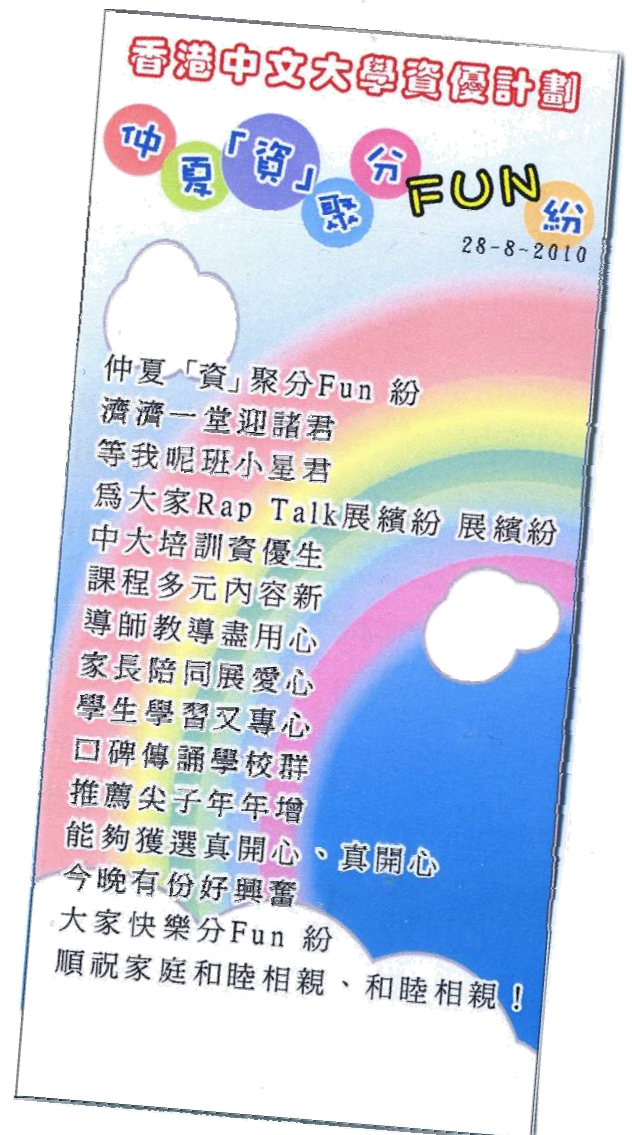 香港中文大學資優計劃
仲夏「資」聚分FUN紛
28-8-2010
仲夏「資」聚分Fun 紛
濟濟一堂迎諸君
等我呢班小星君
爲大家Rap Talk展繽紛 展繽紛
中大培訓資優生
課程多元內容新
導師教導盡用心
家長陪同展愛心
學生學習又專心
口碑傳誦學校群
推薦尖子年年增
能夠獲選真開心、真開心
今晚有份好興奮
大家快樂分Fun 紛
順祝家庭和睦相親、和睦相親！